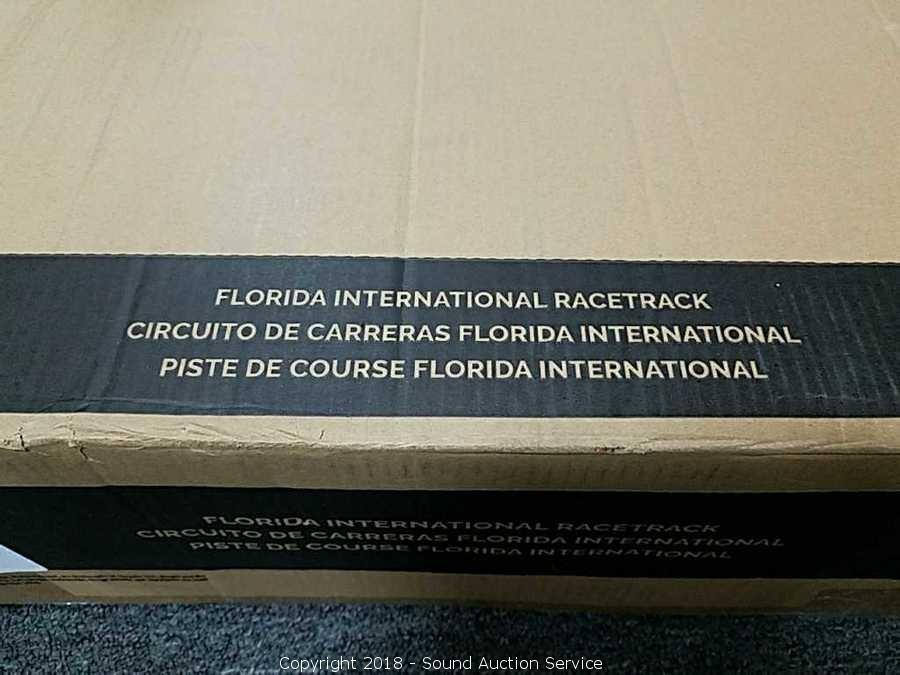 FLORIDA INTERNATIONAL RACETRACK
CIRCUITO DE CARRERAS FLORIDA INTERNATIONAL
PISTE DE COURSE FLORIDA INTERNATIONAL
FLORIDA INTERNATIONAL RACETRACK
CIRCUITO DE CARRERAS FLORIDA INTERNATIONAL
PISTE DE COURSE FLORIDA INTERNATIONAL
Copyright 2018 - Sound Auction Service